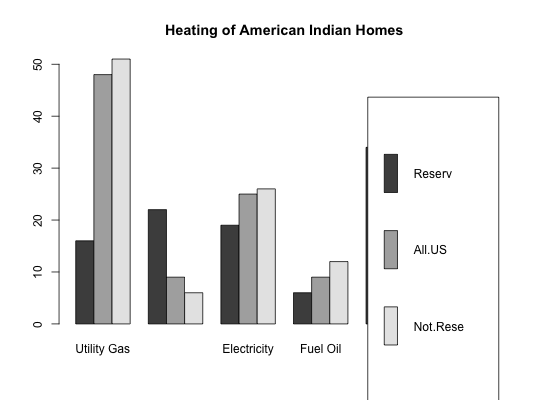 Heating of American Indian Homes
50
40
30
20
10
0
Reserv
All.US
Not.Rese
Utility Gas Electricity Fuel Oil